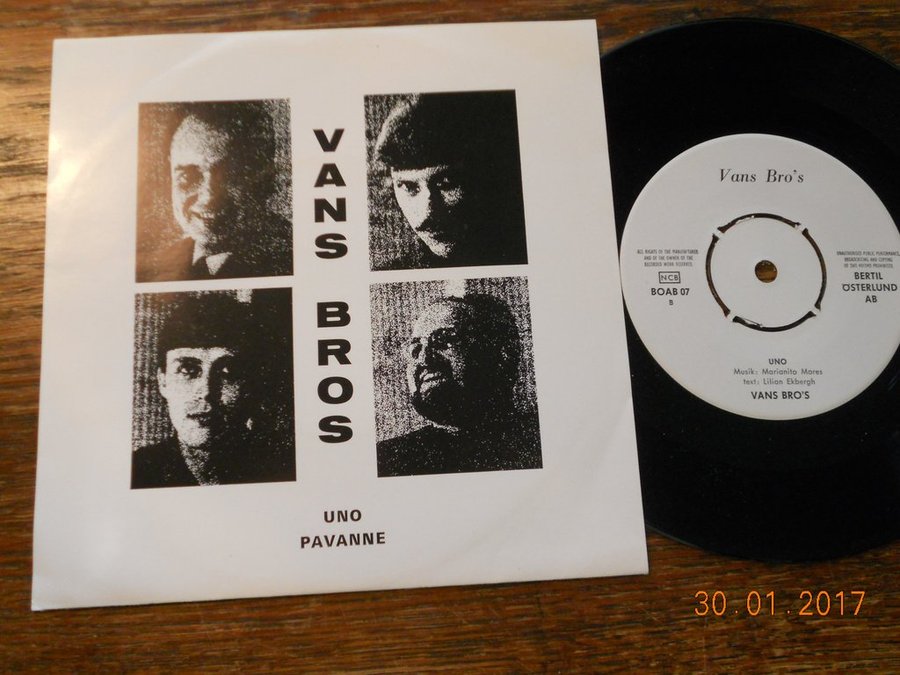 VANS BROS
UNO
PAVANNE
Vans Bro's
ALL RIGHTS OF THE MANUFACTURER
AND OF THE OWNER OF THE
RECORDED WORK RESERVED.
NCB
BOAB 07
B
UNAUTHORISED PUBLIC PERFORMANCE,
BROADCASTING AND COPYING
OF THIS RECORD PROHIBITED.
BERTIL
ÖSTERLUND
AB
UNO
Musik: Marianito Mores
text: Lilian Ekbergh
VANS BRO'S
30.01.2017